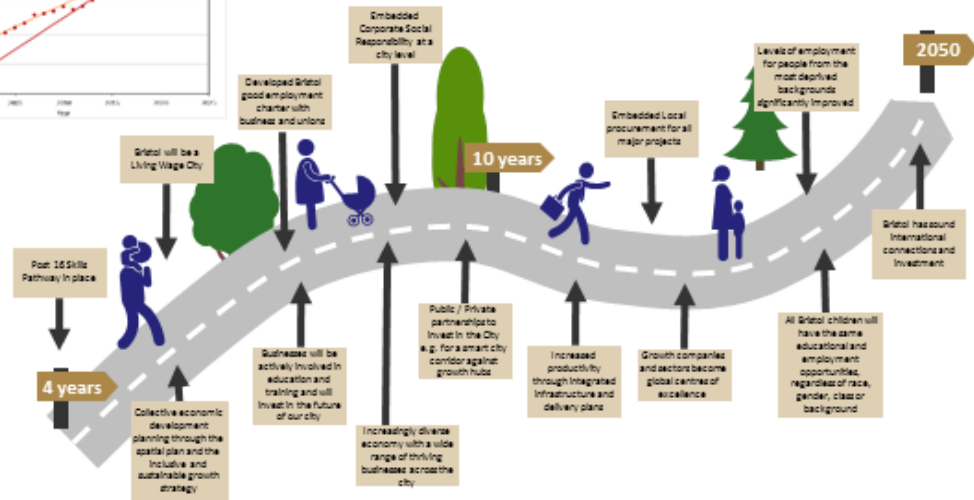 2005
2010
2015
2020
2025
Year
Embedded
Corporate Social
Responsibility at a
city level
2050
Levels of employment
for people from the
most deprived
backgrounds
significantly improved
Developed Bristol
good employment
charter with
business and unions
Embedded Local
procurement for all
major projects
Bristol will be a
Living Wage City
10 years
Post 16 Skills
Pathway in place
Bristol has sound
international
connections and
investment
4 years
Public / Private
partnerships to
invest in the City
e.g. for a smart city
corridor against
growth hubs
All Bristol children will
have the same
educational and
employment
opportunities,
regardless of race,
gender, class or
background
Businesses will be
actively involved in
education and
training and will
invest in the future
of our city
Increased
productivity
through integrated
infrastructure and
delivery plans
Growth companies
and sectors become
global centres of
excellence
Collective economic
development
planning through the
spatial plan and the
inclusive and
sustainable growth
strategy
Increasingly diverse
economy with a wide
range of thriving
businesses across the
city